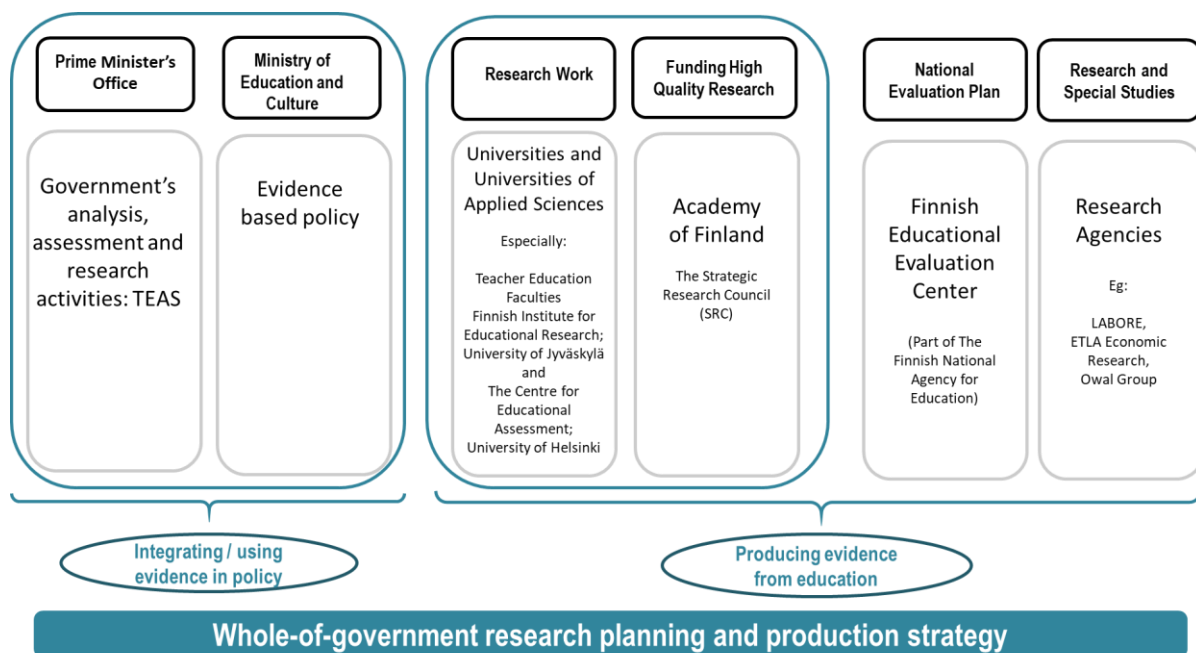 Prime Minister's
Office
Ministry of
Education and
Culture
Research Work
Funding High
Quality Research
National
Evaluation Plan
Research and
Special Studies
Government's
analysis,
assessment and
research
activities: TEAS
Evidence
based policy
Universities and
Universities of
Applied Sciences
Especially:
Teacher Education
Faculties
Finnish Institute for
Educational Research;
University of Jyväskylä
and
The Centre for
Educational
Assessment;
University of Helsinki
Academy
of Finland
The Strategic
Research Council
(SRC)
Finnish
Educational
Evaluation
Center
(Part of The
Finnish National
Agency for
Education)
Research
Agencies
Eg:
LABORE,
ETLA Economic
Research,
Owal Group
Integrating / using
evidence in policy
Producing evidence
from education
Whole-of-government research planning and production strategy